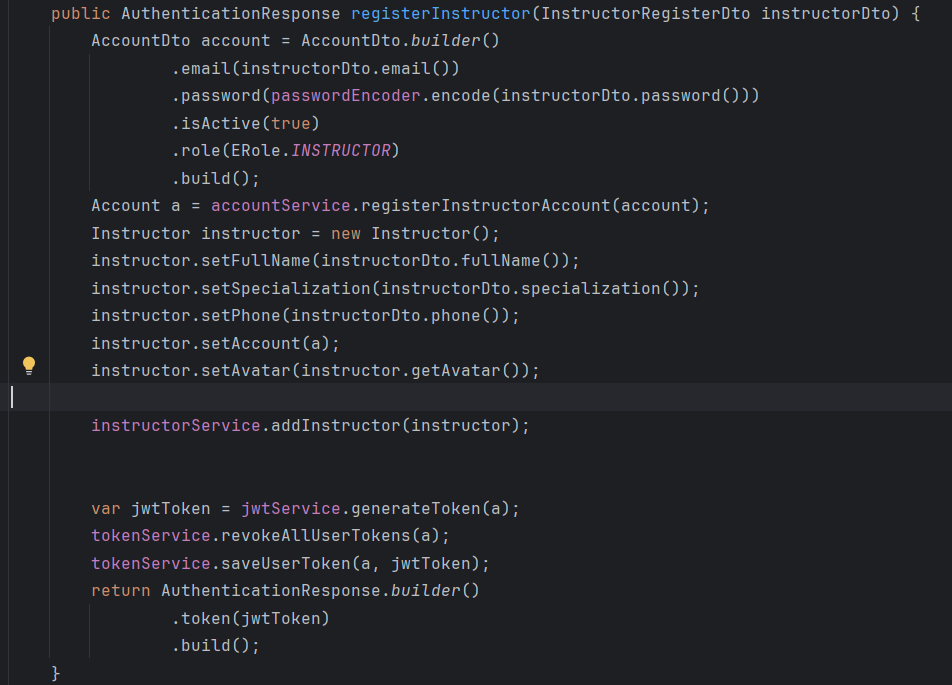 public AuthenticationResponse registerInstructor(InstructorRegisterDto instructorDto) {
AccountDto account = AccountDto.builder()
.email(instructorDto.email())
.password(passwordEncoder.encode(instructorDto.password()))
.isActive(true)
.role(ERole.INSTRUCTOR)
.build();
Account a = accountService.registerInstructorAccount(account);
Instructor instructor = new Instructor();
instructor.setFullName(instructorDto.fullName());
instructor.setSpecialization(instructorDto.specialization());
instructor.setPhone(instructorDto.phone());
instructor.setAccount(a);
instructor.setAvatar(instructor.getAvatar());
instructorService.addInstructor(instructor);
var jwtToken = jwtService.generateToken(a);
tokenService.revokeAllUserTokens(a);
tokenService.saveUserToken(a, jwtToken);
return AuthenticationResponse.builder()
.token(jwtToken)
.build();
}